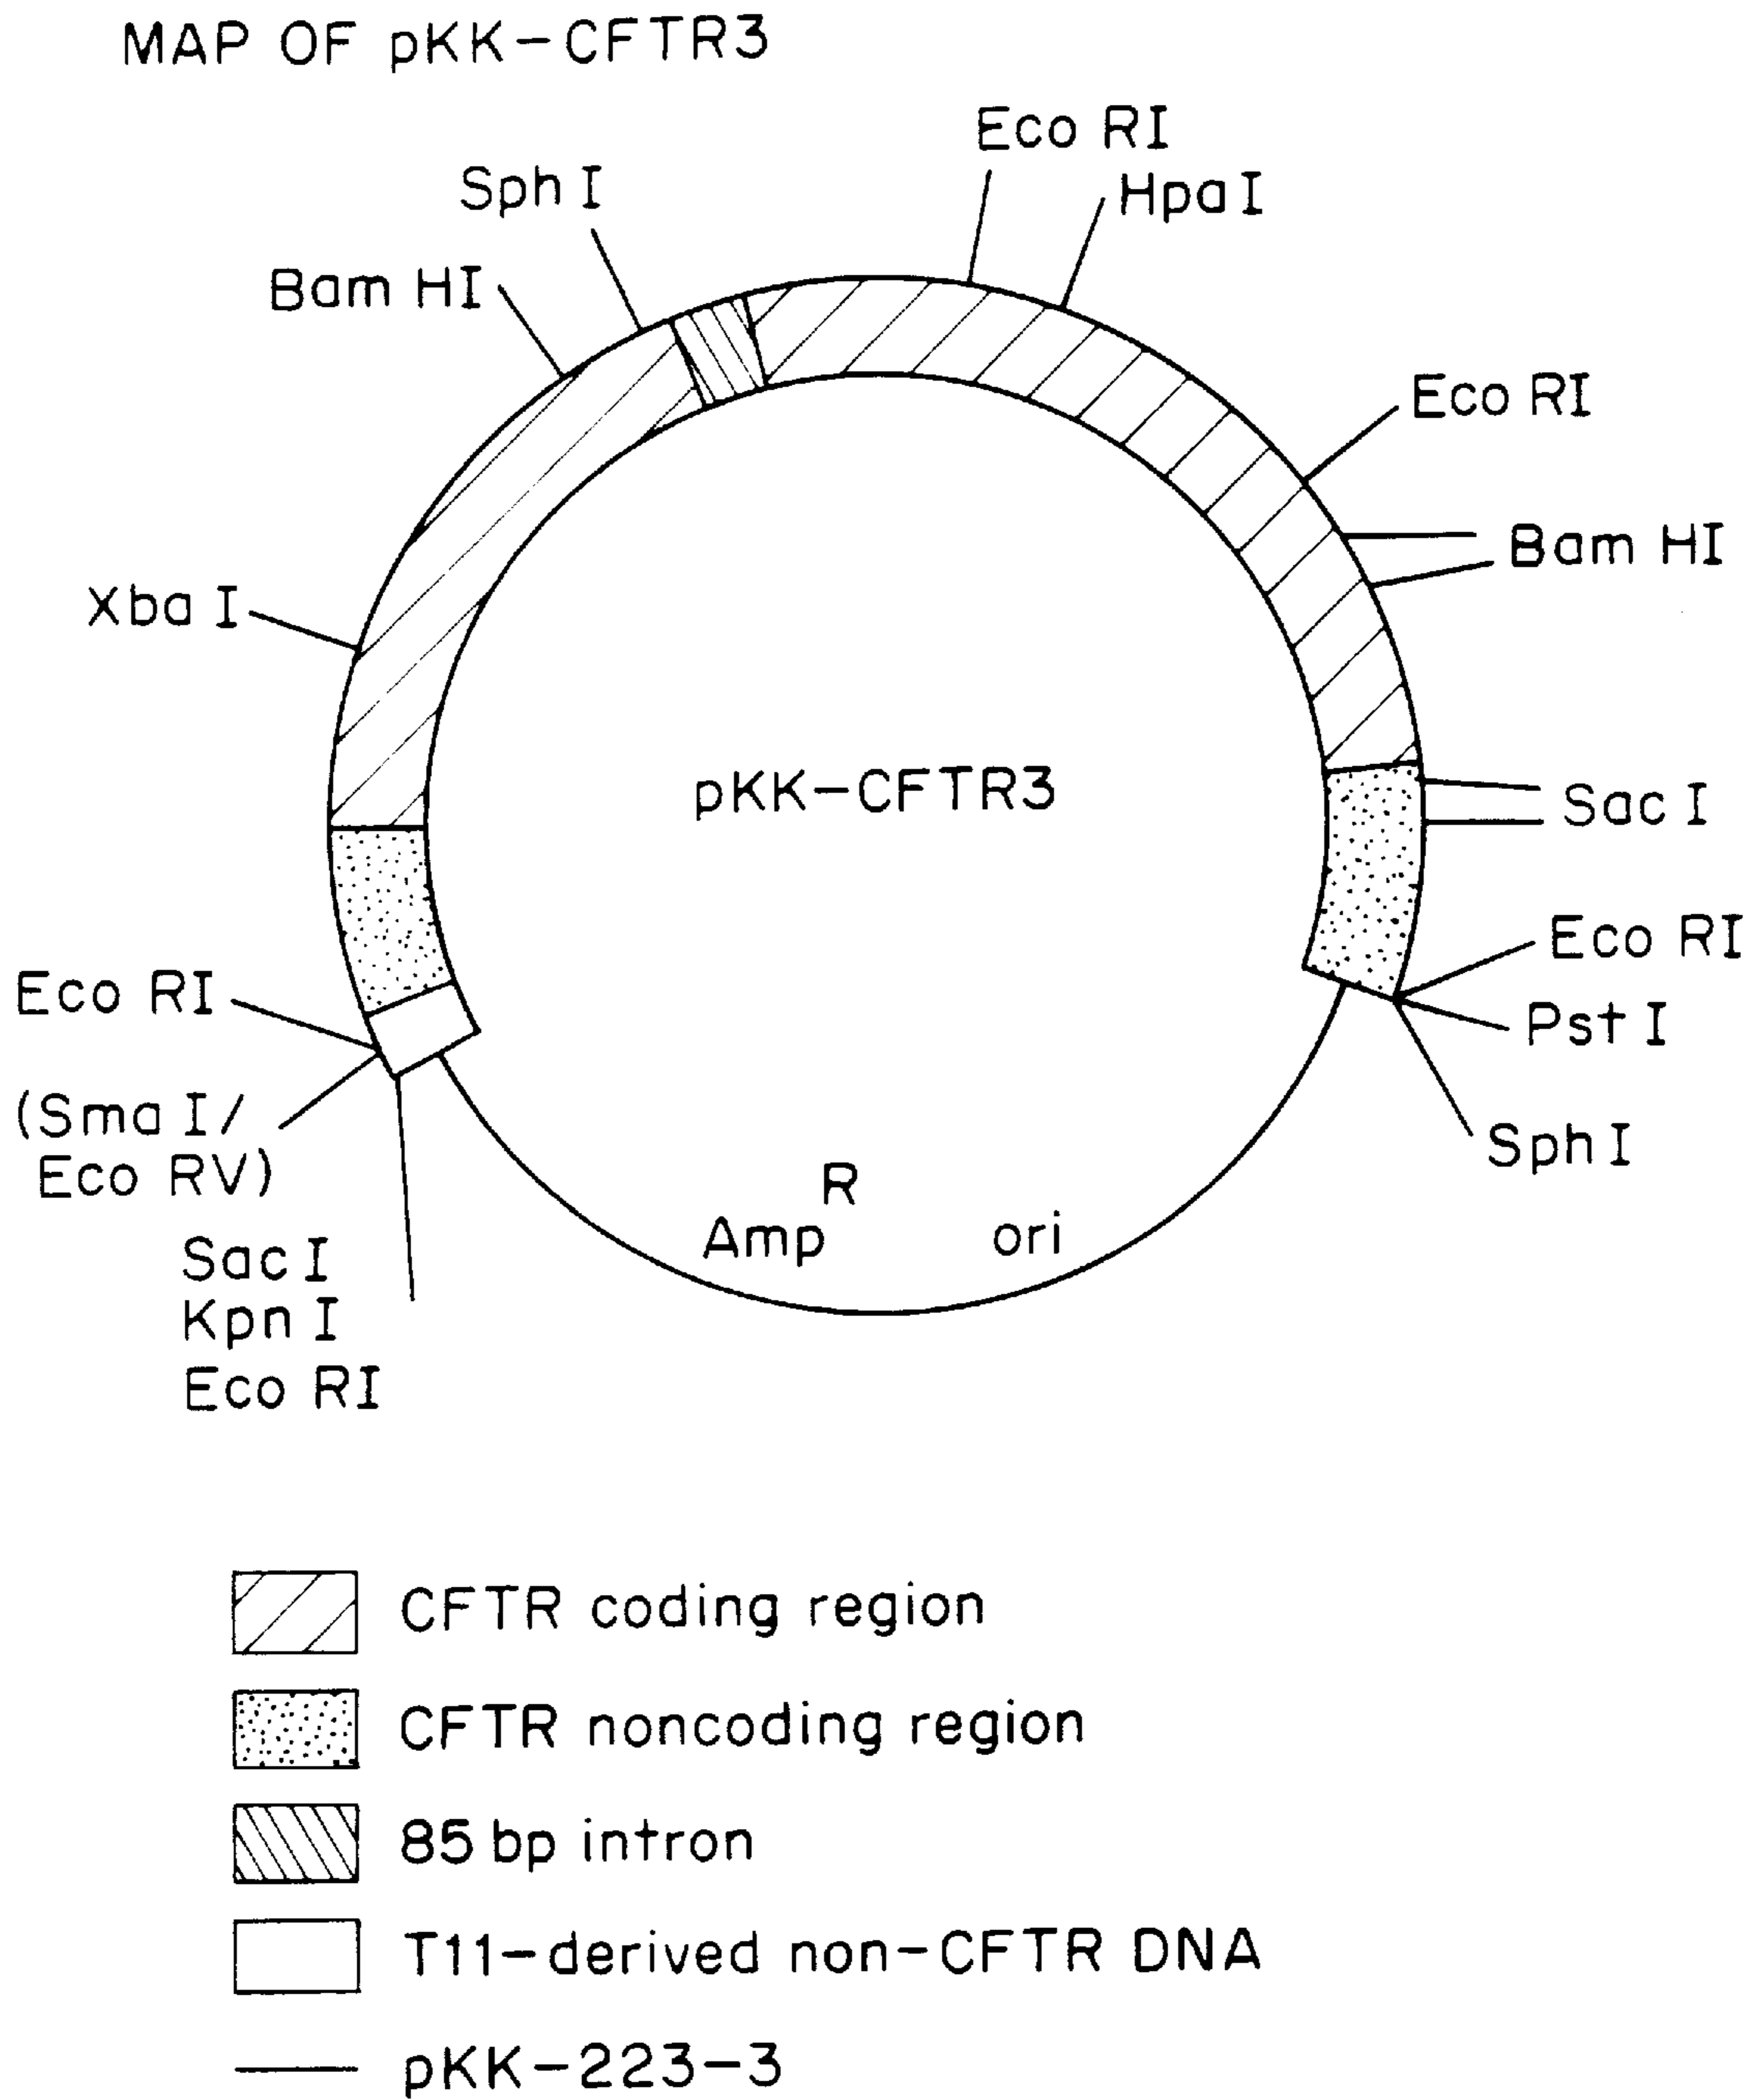 MAP OF pKK-CFTR3
Eco RI
Hpa I
Sph I
Bam HI
Eco RI
Bam HI
Xba I
pKK-CFTR3
Sac I
Eco RI
Pst I
Sph I
Eco RI
(Sma I/
Eco RV)
Sac I
Kpn I
Eco RI
R
Amp
ori
CFTR coding region
CFTR noncoding region
85 bp intron
T11-derived non-CFTR DNA
pKK-223-3